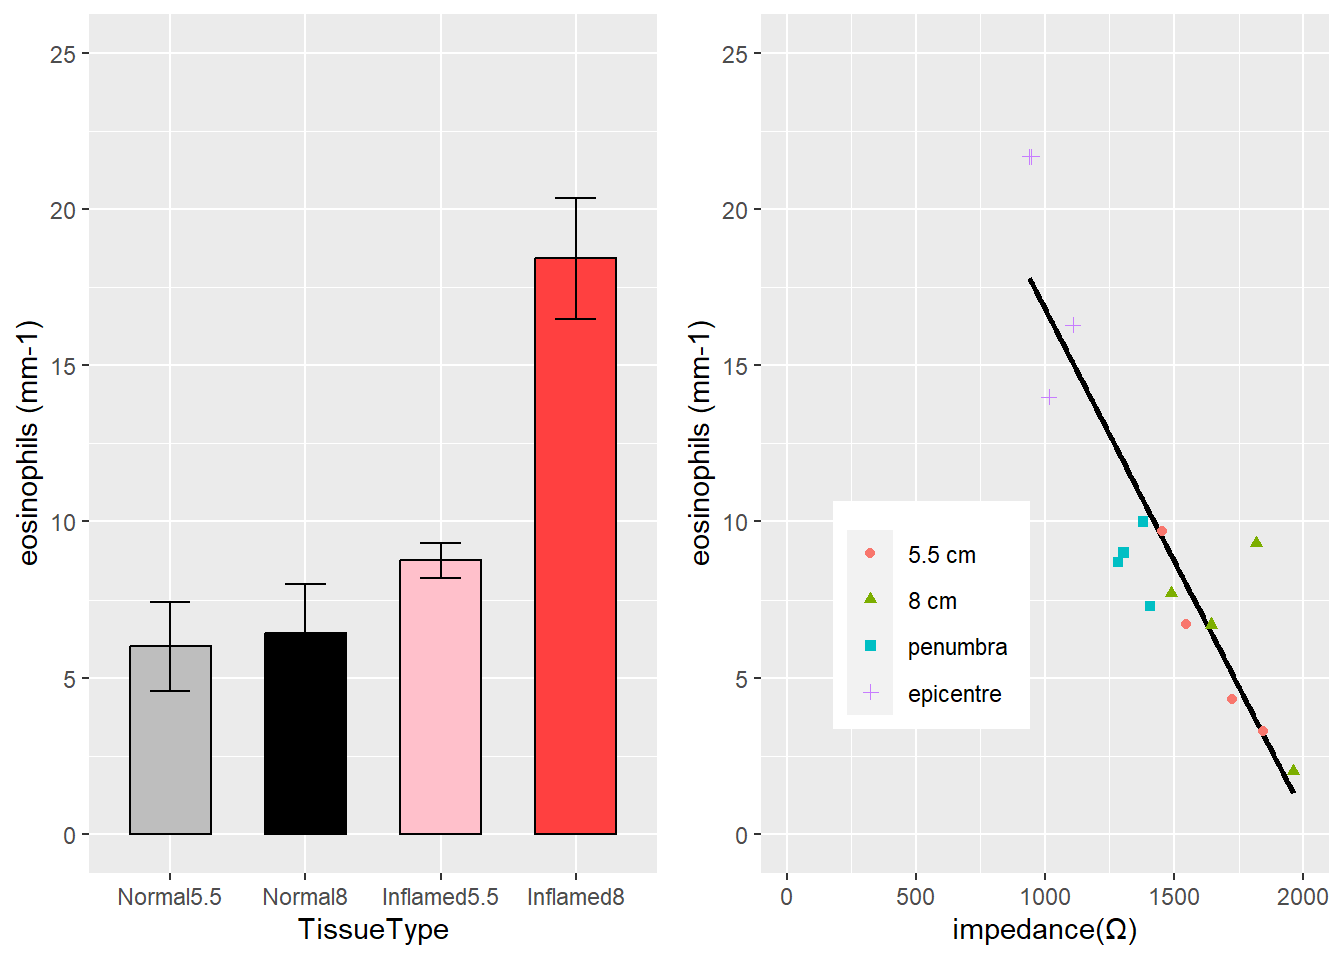 25
20
15
10
5
0
eosinophils (mm-1)
Normal5.5 Normal8 Inflamed5.5 Inflamed8
TissueType
25
20
15
10
5
0
eosinophils (mm-1)
5.5 cm
8 cm
penumbra
epicentre
0 500 1000 1500 2000
impedance(Ω)